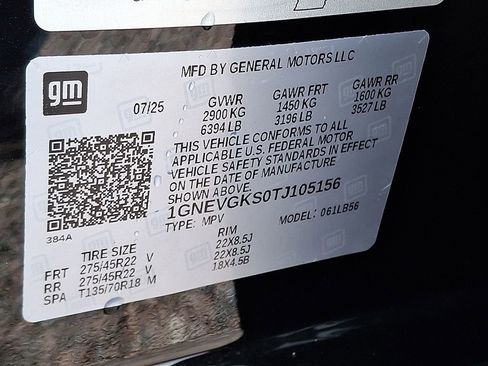 gm
MFD BY GENERAL MOTORS LLC
07/25 GVWR GAWR FRT GAWR RR
2900 KG 1450 KG 1600 KG
6394 LB 3196 LB 3527 LB
THIS VEHICLE CONFORMS TO ALL
APPLICABLE U.S. FEDERAL MOTOR
VEHICLE SAFETY STANDARDS IN EFFECT
ON THE DATE OF MANUFACTURE
SHOWN ABOVE.
1GNEVGKS0TJ105156
TYPE: MPV MODEL: 061LB56
384A
TIRE SIZE RIM
FRT 275/45R22 V 22X8.5J
RR 275/45R22 V 22X8.5J
SPA T135/70R18 M 18X4.5B